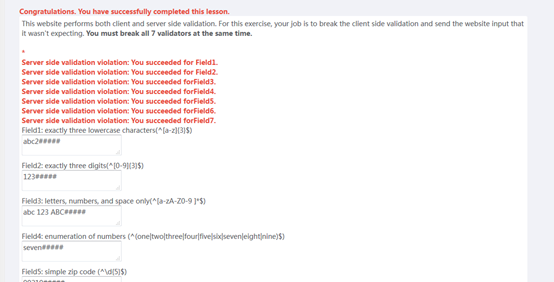 Congratulations. You have successfully completed this lesson.
This website performs both client and server side validation. For this exercise, your job is to break the client side validation and send the website input that
it wasn't expecting. You must break all 7 validators at the same time.
*
Server side validation violation: You succeeded for Field1.
Server side validation violation: You succeeded for Field2.
Server side validation violation: You succeeded forField3.
Server side validation violation: You succeeded forField4.
Server side validation violation: You succeeded forField5.
Server side validation violation: You succeeded forField6.
Server side validation violation: You succeeded forField7.
Field1: exactly three lowercase characters(^[a-z]{3}$)
abc2#####
Field2: exactly three digits(^[0-9]{3}$)
123#####
Field3: letters, numbers, and space only(^[a-zA-Z0-9 ]*$)
abc 123 ABC#####
Field4: enumeration of numbers (^(one|two|three|four|five|six|seven|eight|nine)$)
seven#####
Field5: simple zip code (^\d{5}$)